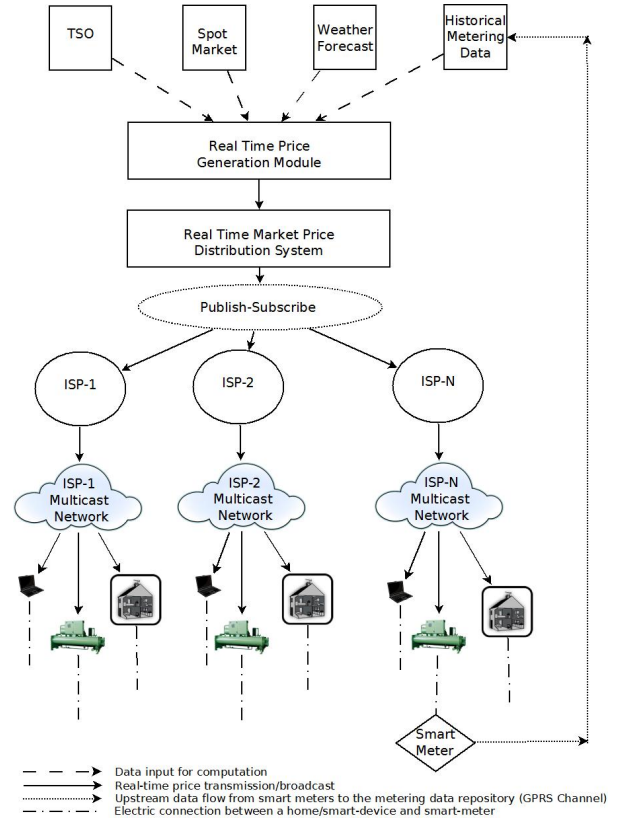 TSO
Spot
Market
Weather
Forecast
Historical
Metering
Data
Real Time Price
Generation Module
Real Time Market Price
Distribution System
Publish-Subscribe
ISP-1
ISP-2
ISP-N
ISP-1
Multicast
Network
ISP-2
Multicast
Network
ISP-N
Multicast
Network
Smart
Meter
Data input for computation
Real-time price transmission/broadcast
Upstream data flow from smart meters to the metering data repository (GPRS Channel)
Electric connection between a home/smart-device and smart-meter